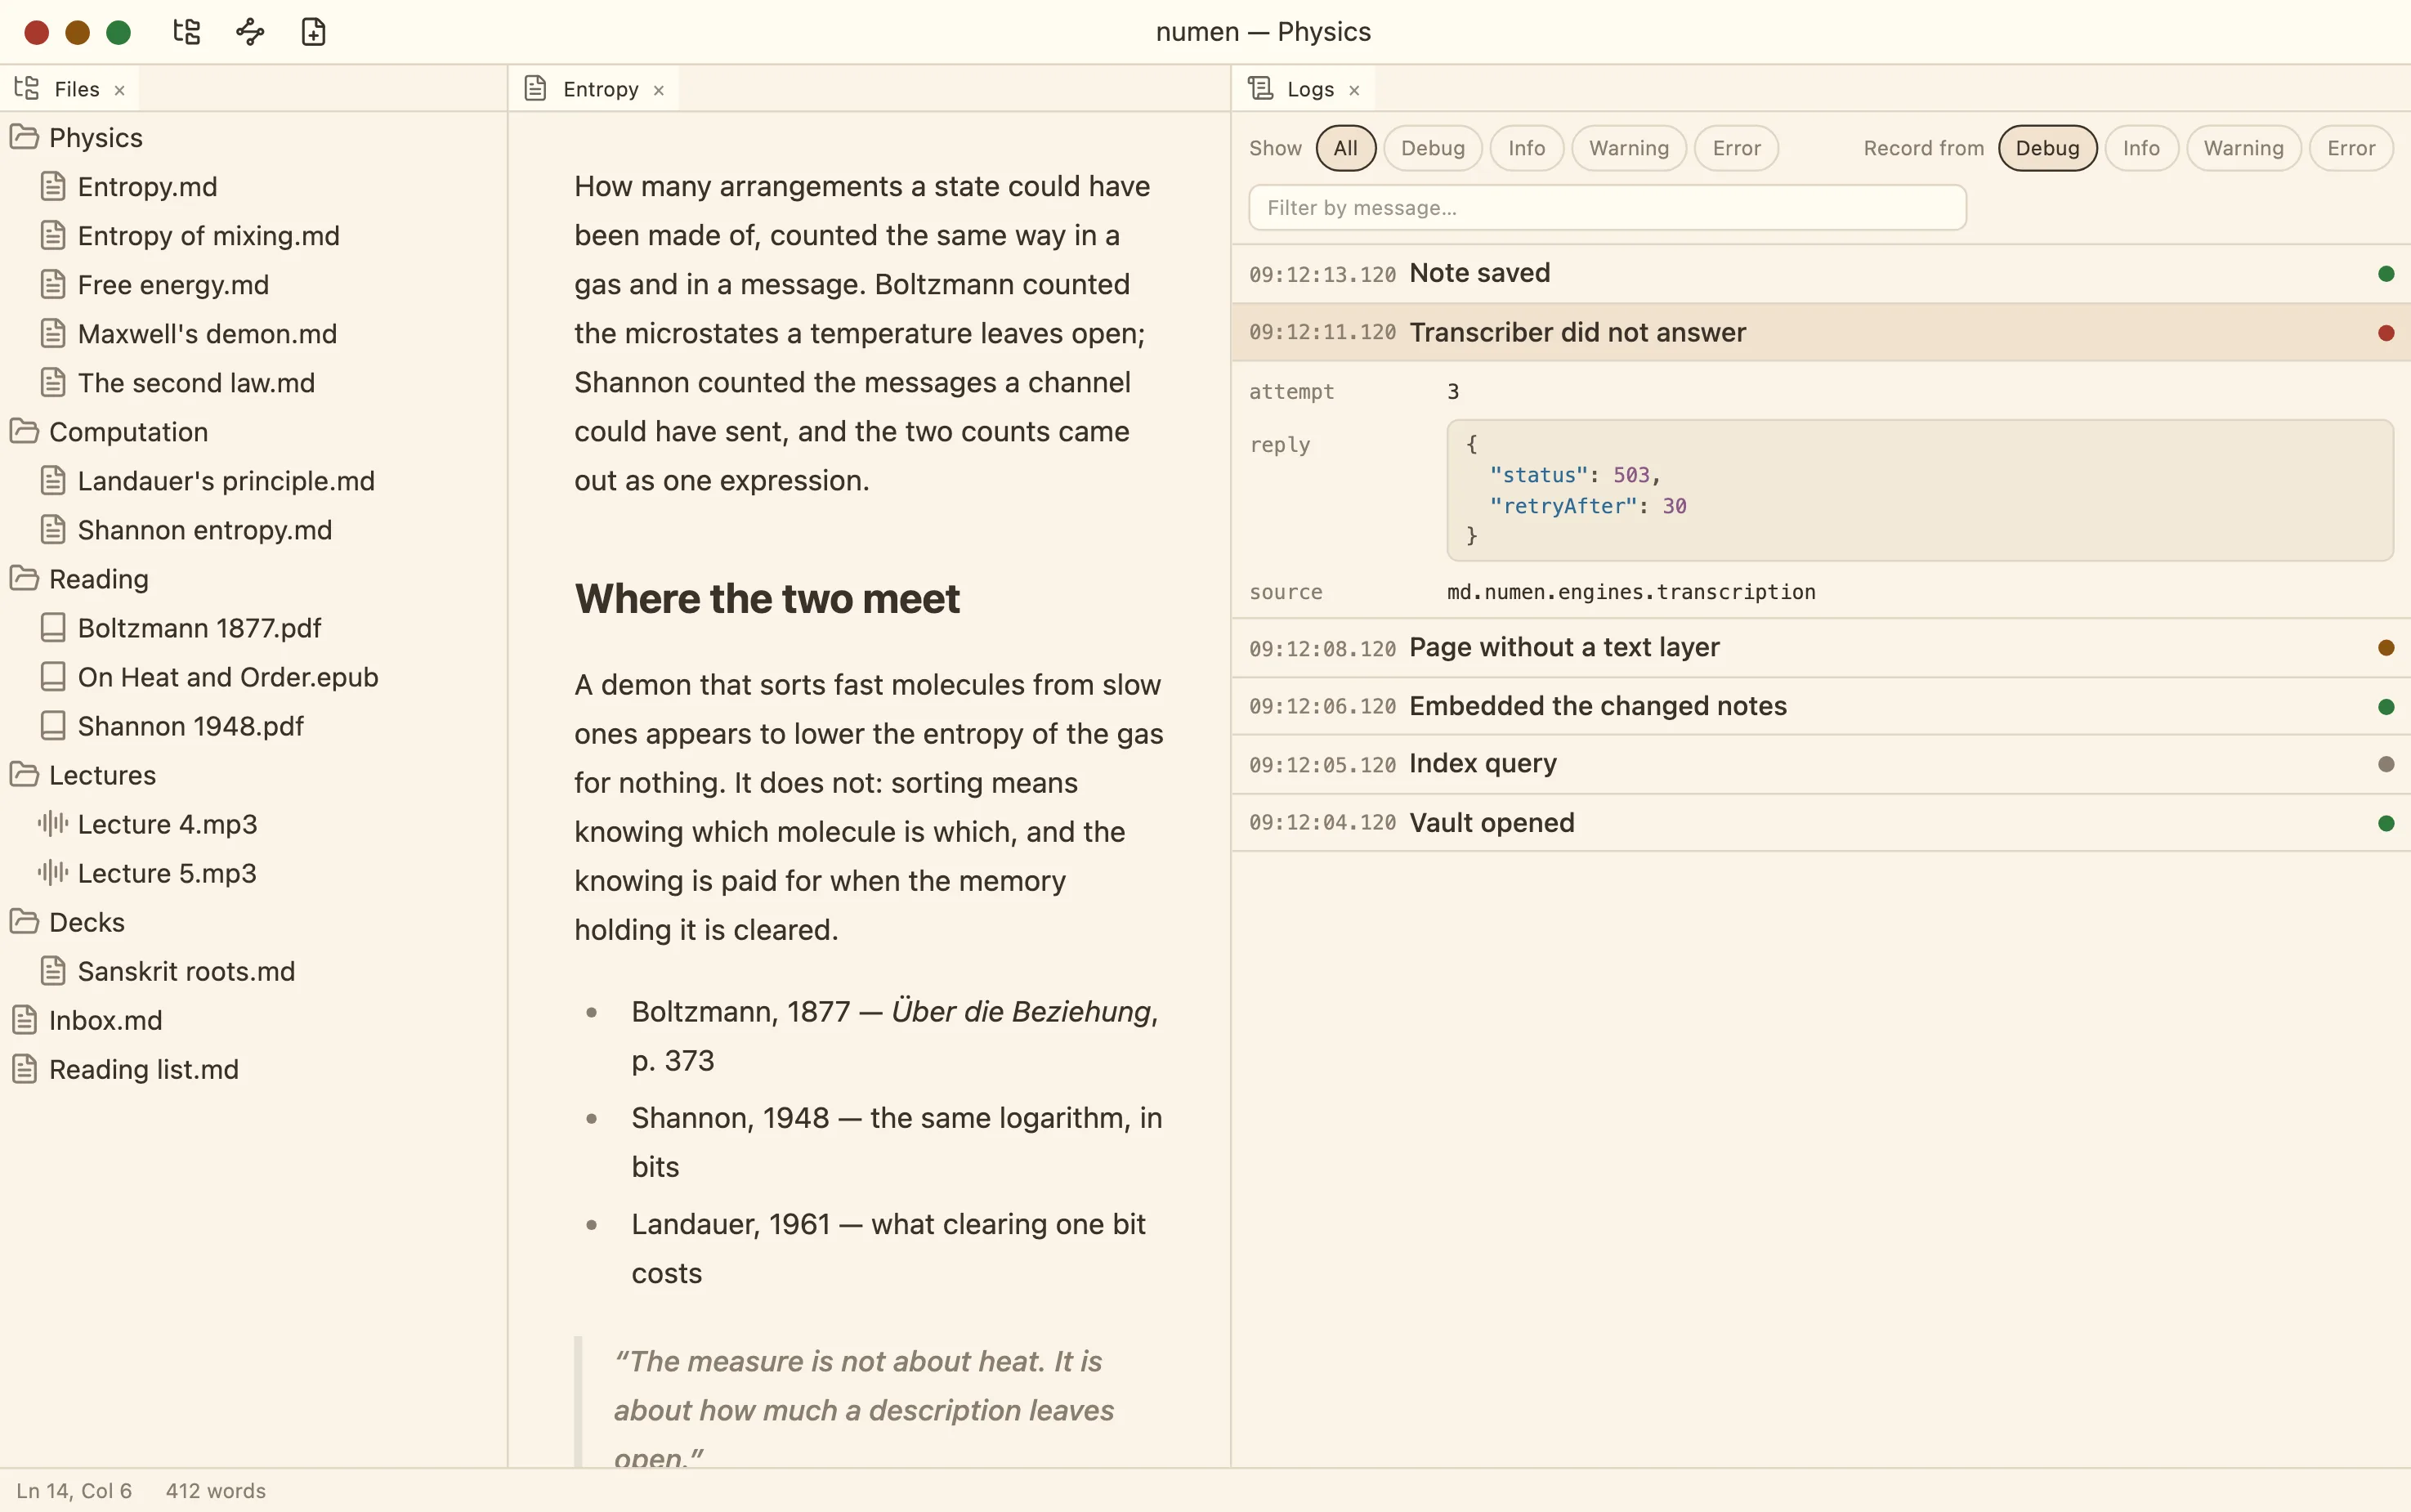 numen — Physics
Files ×
Physics
Entropy.md
Entropy of mixing.md
Free energy.md
Maxwell's demon.md
The second law.md
Computation
Landauer's principle.md
Shannon entropy.md
Reading
Boltzmann 1877.pdf
On Heat and Order.epub
Shannon 1948.pdf
Lectures
Lecture 4.mp3
Lecture 5.mp3
Decks
Sanskrit roots.md
Inbox.md
Reading list.md
Entropy ×
How many arrangements a state could have
been made of, counted the same way in a
gas and in a message. Boltzmann counted
the microstates a temperature leaves open;
Shannon counted the messages a channel
could have sent, and the two counts came
out as one expression.
Where the two meet
A demon that sorts fast molecules from slow
ones appears to lower the entropy of the gas
for nothing. It does not: sorting means
knowing which molecule is which, and the
knowing is paid for when the memory
holding it is cleared.
• Boltzmann, 1877 — Über die Beziehung,
p. 373
• Shannon, 1948 — the same logarithm, in
bits
• Landauer, 1961 — what clearing one bit
costs
“The measure is not about heat. It is
about how much a description leaves
open.”
Logs ×
Show All Debug Info Warning Error Record from Debug Info Warning Error
Filter by message...
09:12:13.120 Note saved
09:12:11.120 Transcriber did not answer
attempt 3
reply {
"status": 503,
"retryAfter": 30
}
source md.numen.engines.transcription
09:12:08.120 Page without a text layer
09:12:06.120 Embedded the changed notes
09:12:05.120 Index query
09:12:04.120 Vault opened
Ln 14, Col 6 412 words